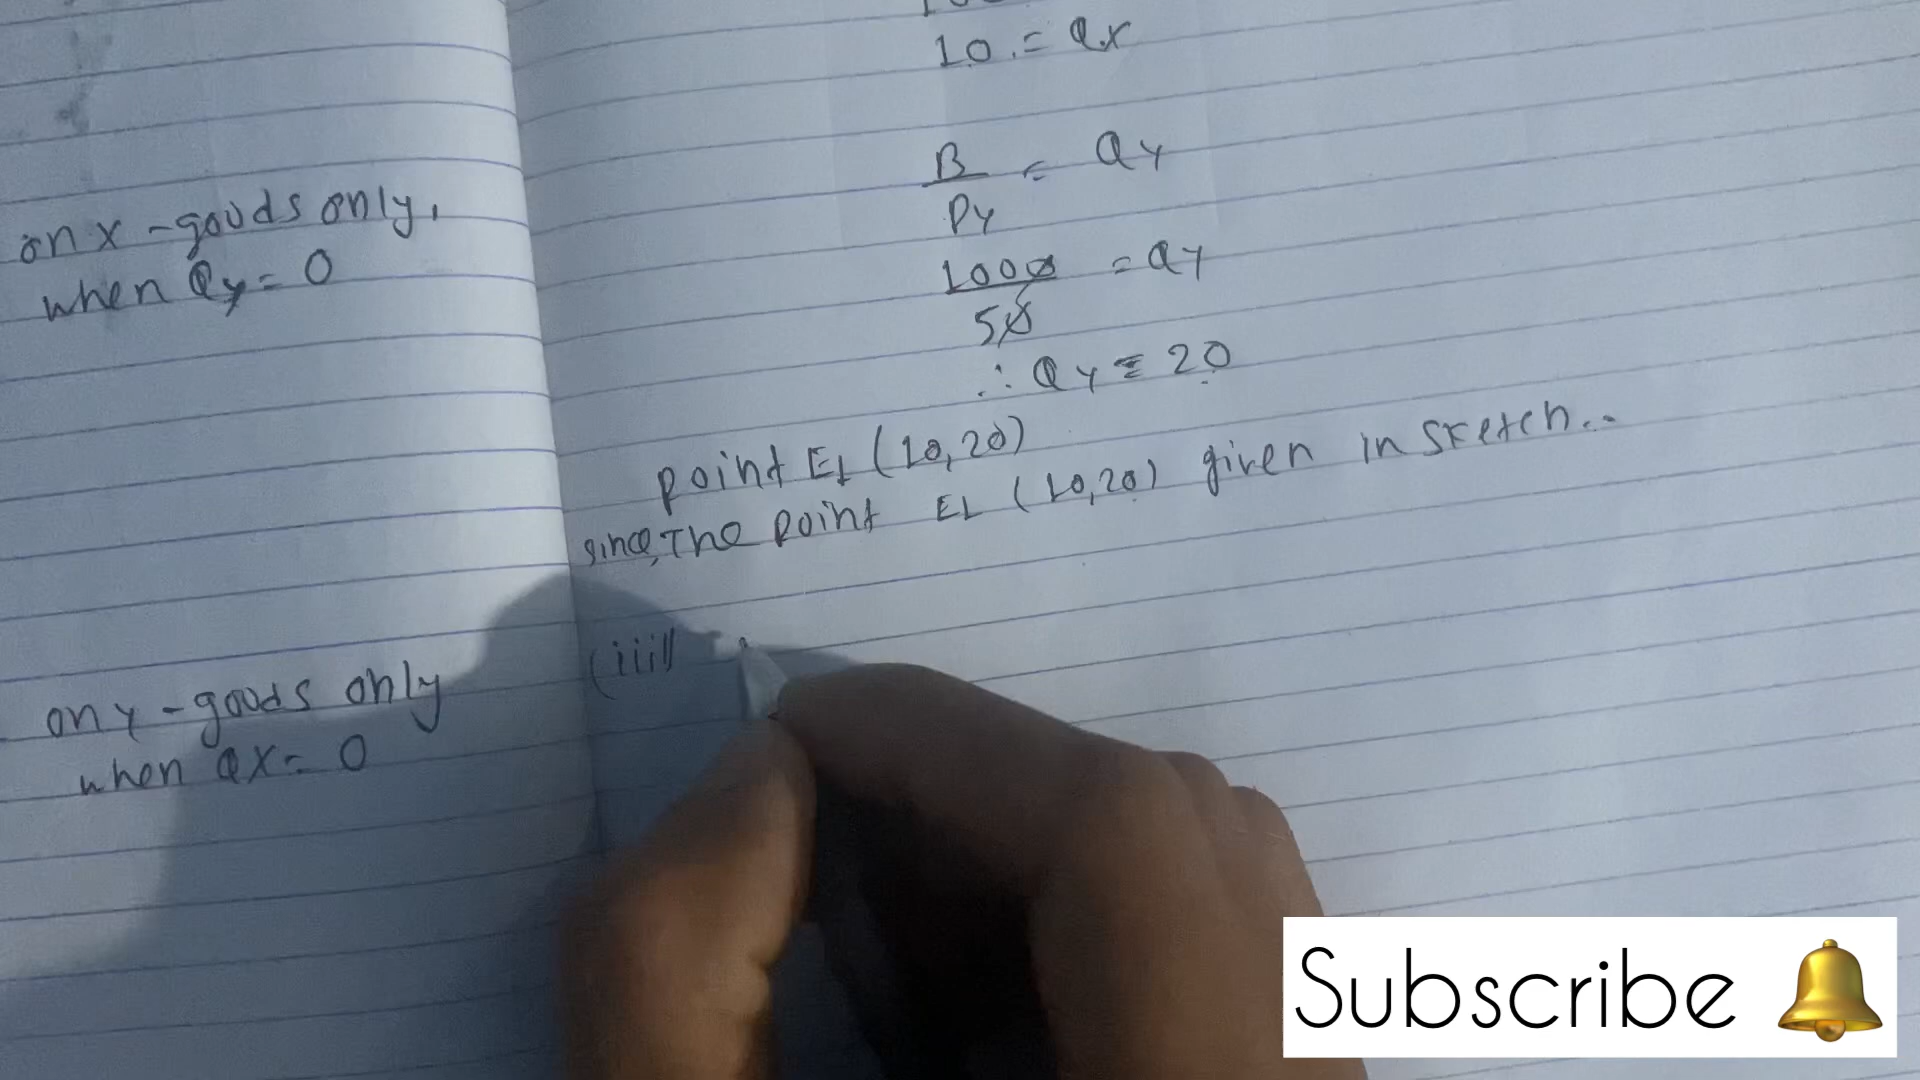 on x-goods only,
when Qy=0
on y-goods only
when Qx=0
10 = Qx
B
Py
= Qy
1000
50
= Qy
∴ Qy = 20
point E1 (10,20)
since, The point E1 (10,20) given in sketch..
(iii)
Subscribe